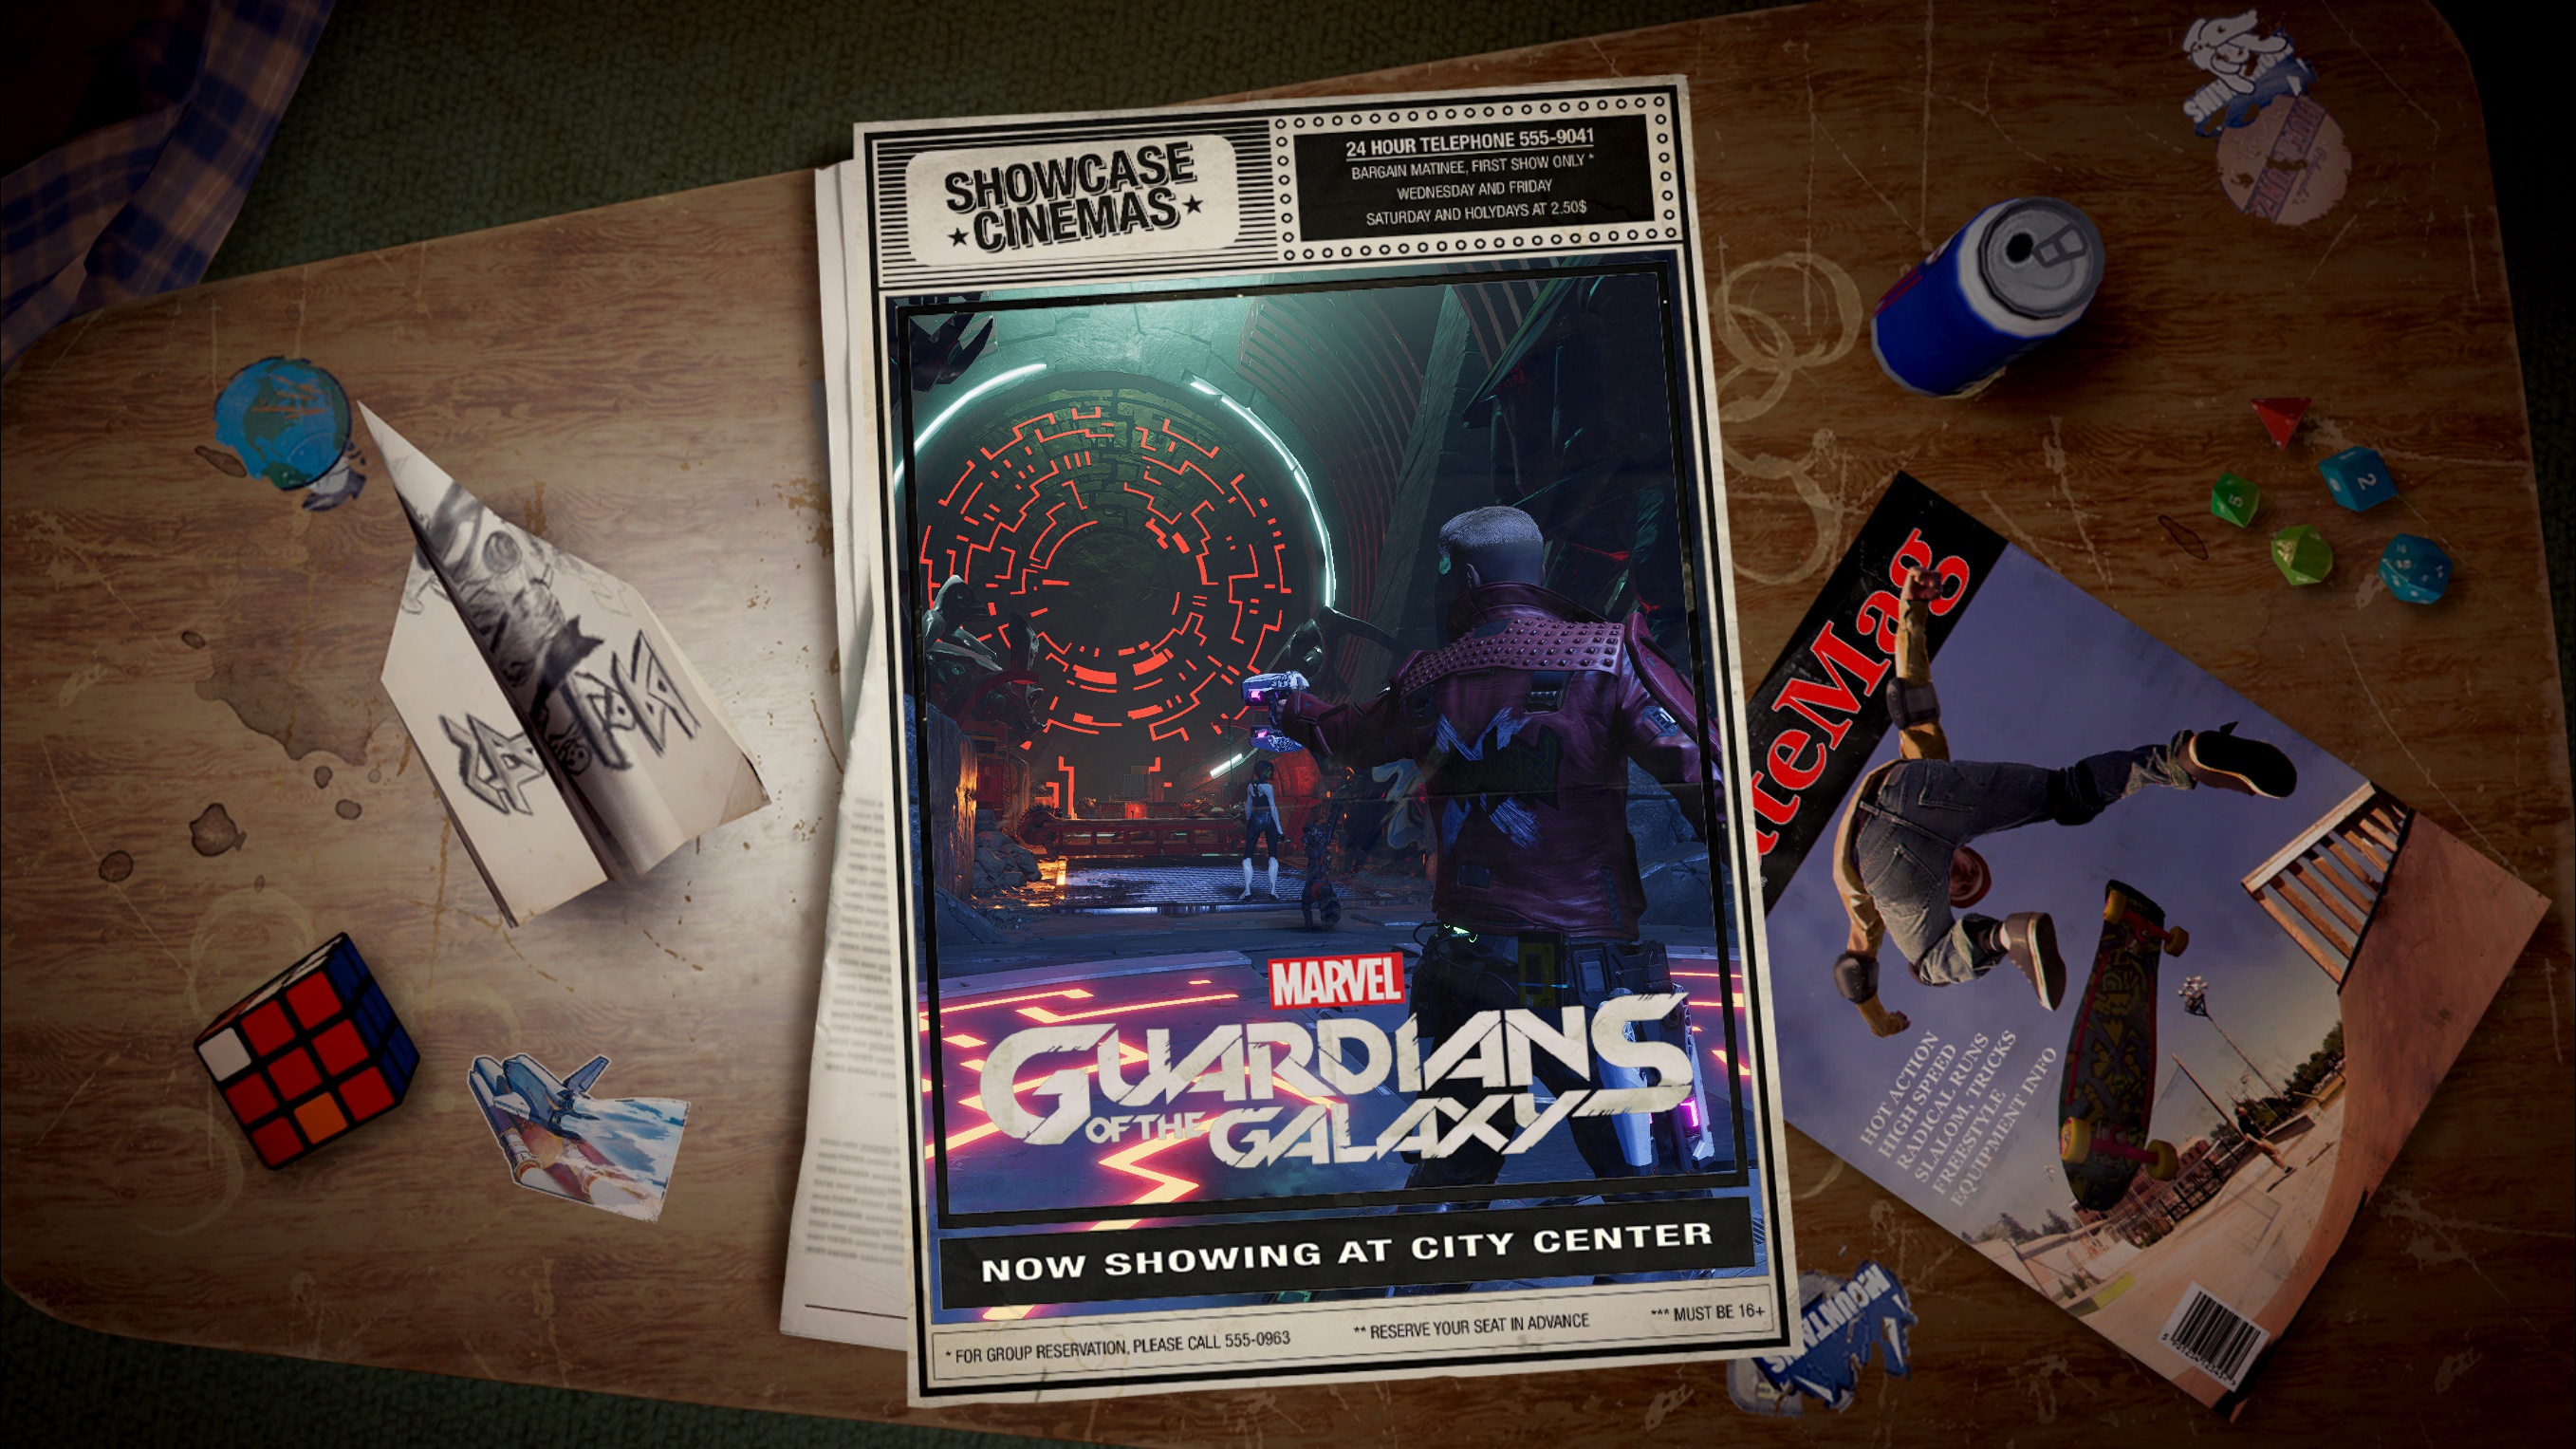 SHOWCASE
CINEMAS
24 HOUR TELEPHONE 555-9041
BARGAIN MATINEE, FIRST SHOW ONLY *
WEDNESDAY AND FRIDAY
SATURDAY AND HOLYDAYS AT 2.50$
MARVEL
GUARDIANS
OF THE GALAXY
NOW SHOWING AT CITY CENTER
* FOR GROUP RESERVATION, PLEASE CALL 555-0963
** RESERVE YOUR SEAT IN ADVANCE
*** MUST BE 16+
teMag
HOT ACTION
HIGH SPEED
RADICAL RUNS
SLALOM, TRICKS
FREESTYLE
EQUIPMENT INFO
2
5